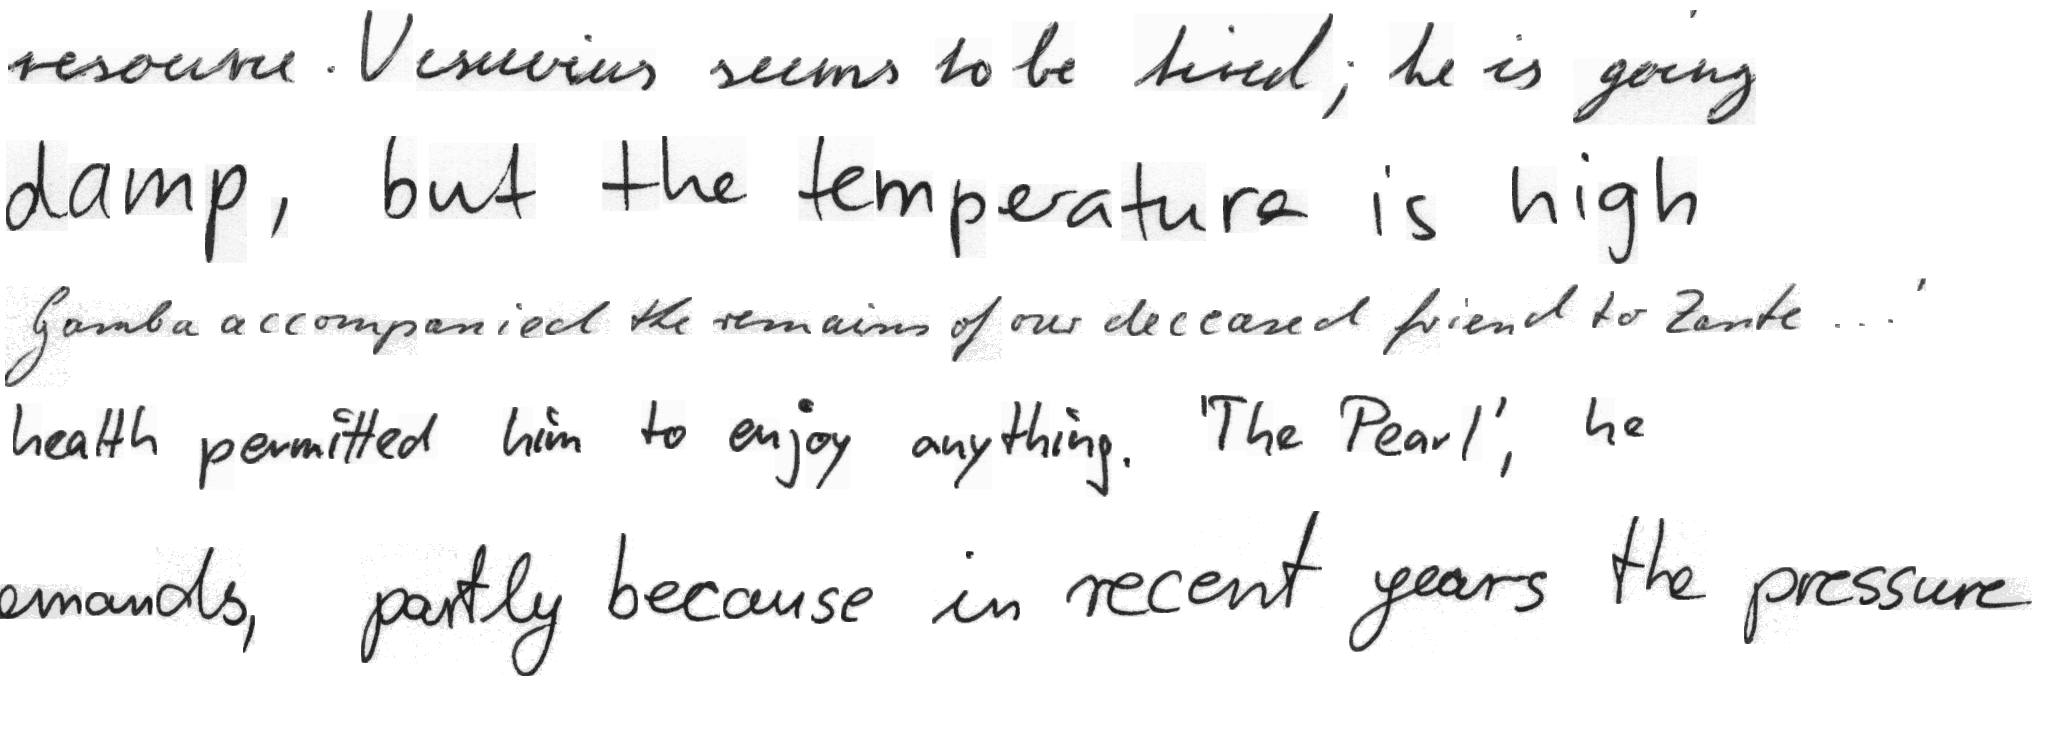 resource. Vesuvius seems to be tired; he is going
damp, but the temperature is high
Gamba accompanied the remains of our deceased friend to Zante ...'
health permitted him to enjoy anything. 'The Pearl', he
emands, partly because in recent years the pressure